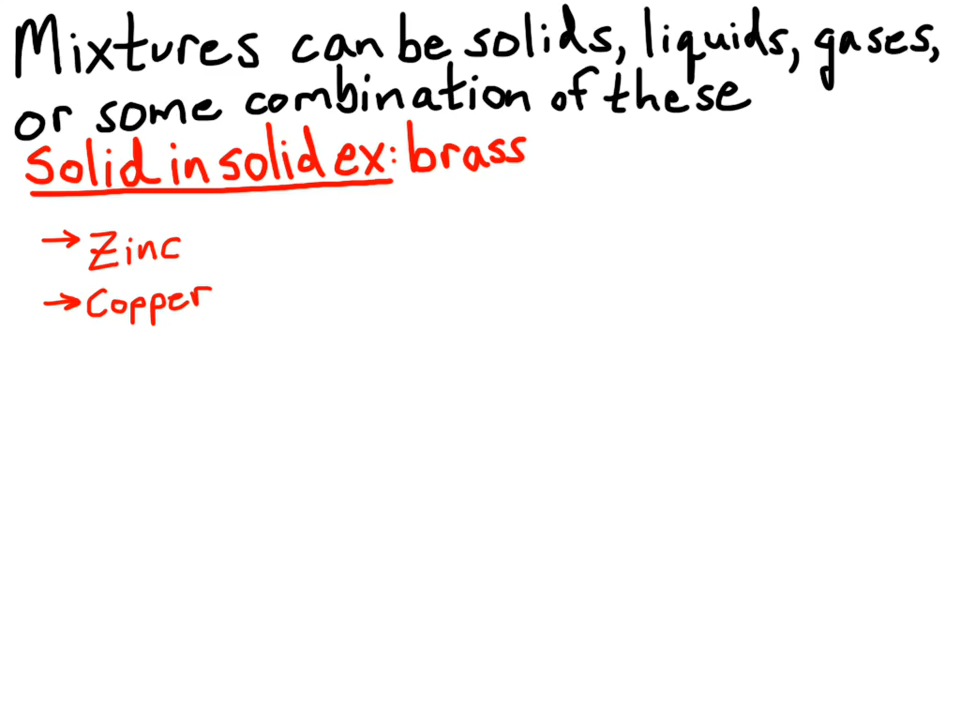 Mixtures can be solids, liquids, gases,
or some combination of these
Solid in solid ex: brass
→ Zinc
→ Copper